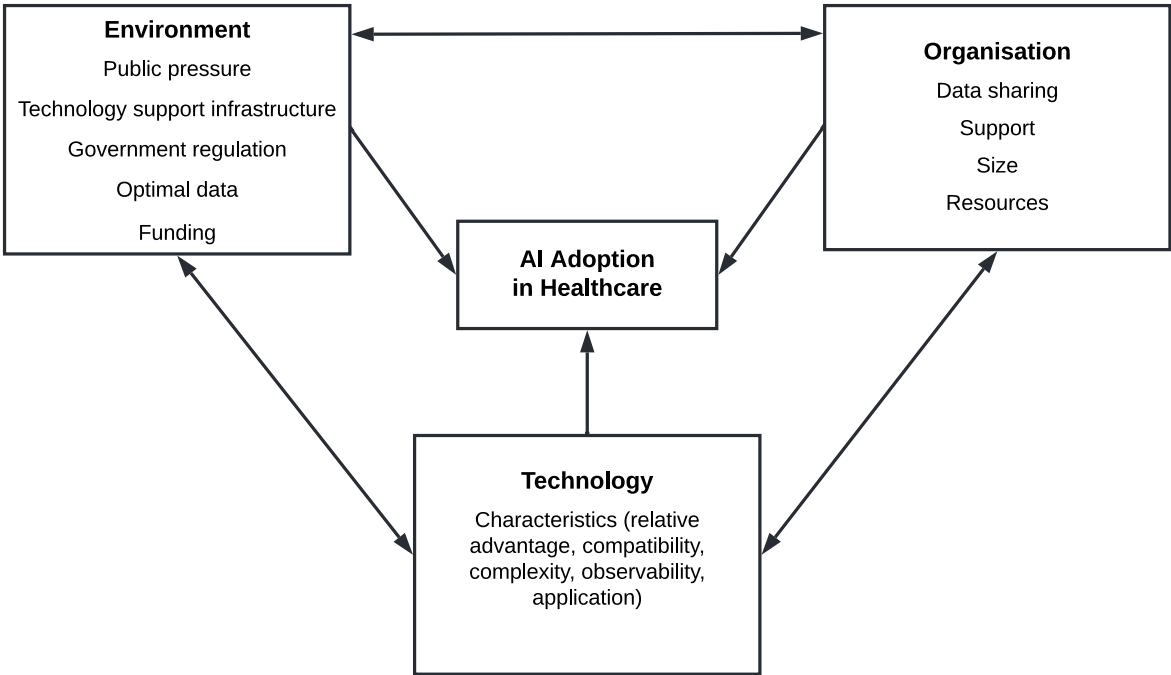 Environment
Public pressure
Technology support infrastructure
Government regulation
Optimal data
Funding
Organisation
Data sharing
Support
Size
Resources
AI Adoption
in Healthcare
Technology
Characteristics (relative
advantage, compatibility,
complexity, observability,
application)